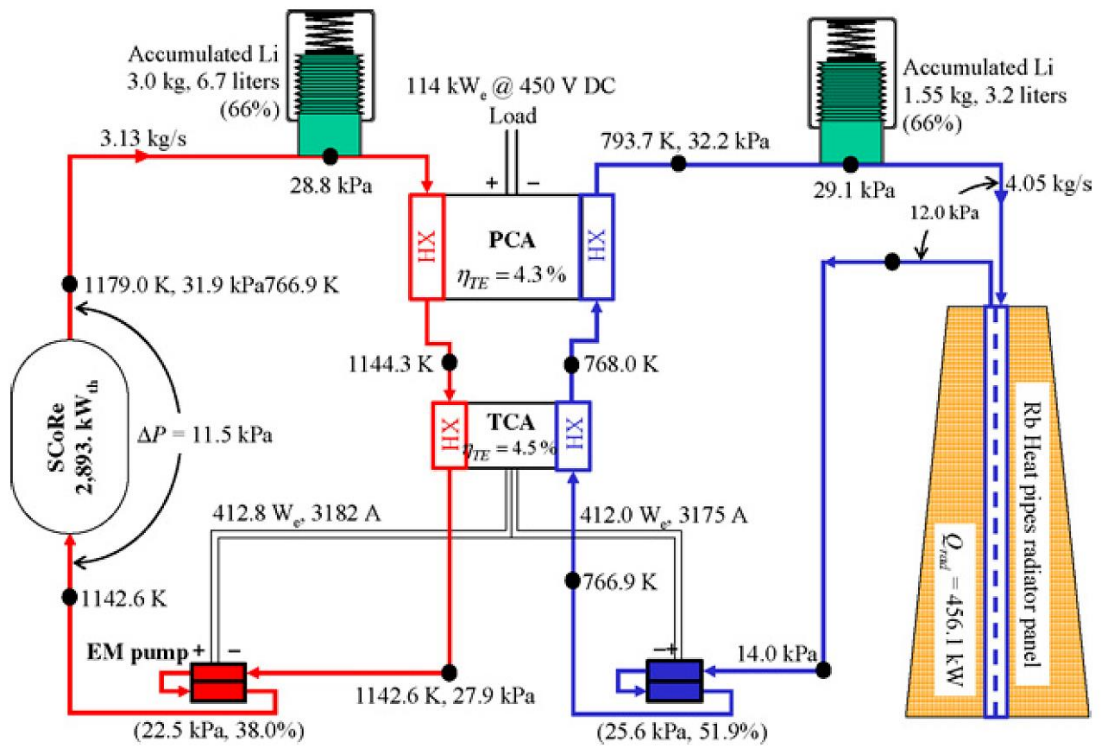 Accumulated Li
3.0 kg, 6.7 liters
(66%)
114 kWe @ 450 V DC
Load
Accumulated Li
1.55 kg, 3.2 liters
(66%)
3.13 kg/s
28.8 kPa
+ −
793.7 K, 32.2 kPa
29.1 kPa
4.05 kg/s
12.0 kPa
HX
PCA
ηTE = 4.3 %
HX
1179.0 K, 31.9 kPa766.9 K
1144.3 K
768.0 K
SCoRe
2,893. kWth
ΔP = 11.5 kPa
HX
TCA
ηTE = 4.5%
HX
412.8 We, 3182 A
412.0 We, 3175 A
Rb Heat pipes radiator panel
Qrad = 456.1 kW
1142.6 K
766.9 K
EM pump
+ −
−+
14.0 kPa
1142.6 K, 27.9 kPa
(22.5 kPa, 38.0%)
(25.6 kPa, 51.9%)